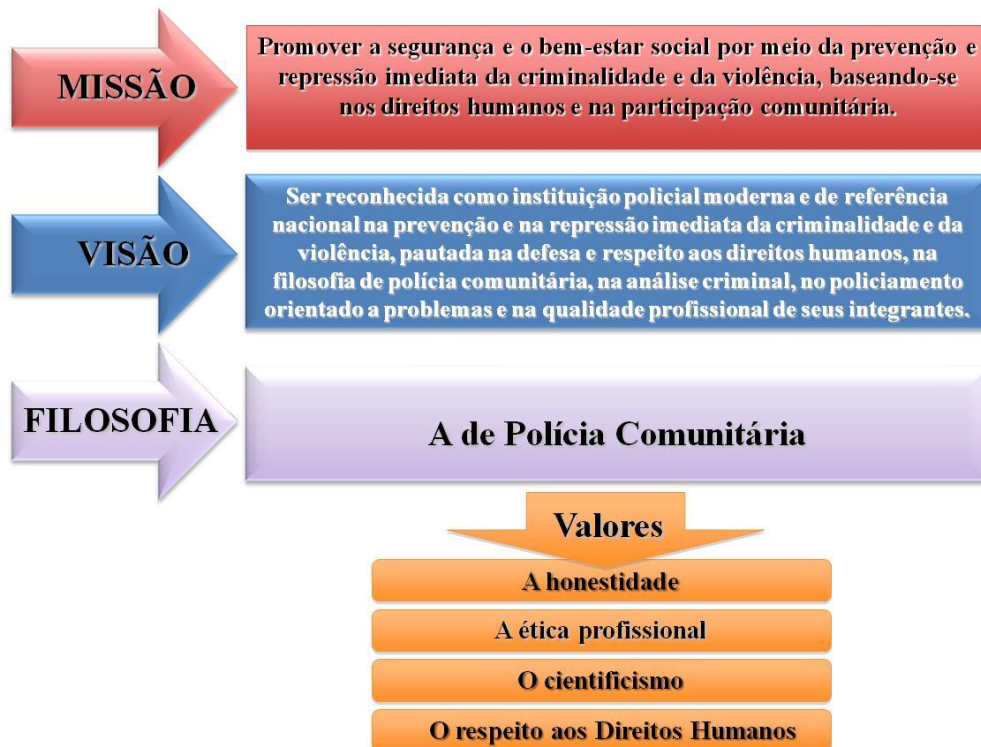 MISSÃO
Promover a segurança e o bem-estar social por meio da prevenção e
repressão imediata da criminalidade e da violência, baseando-se
nos direitos humanos e na participação comunitária.
VISÃO
Ser reconhecida como instituição policial moderna e de referência
nacional na prevenção e na repressão imediata da criminalidade e da
violência, pautada na defesa e respeito aos direitos humanos, na
filosofia de polícia comunitária, na análise criminal, no policiamento
orientado a problemas e na qualidade profissional de seus integrantes.
FILOSOFIA
A de Polícia Comunitária
Valores
A honestidade
A ética profissional
O cientificismo
O respeito aos Direitos Humanos